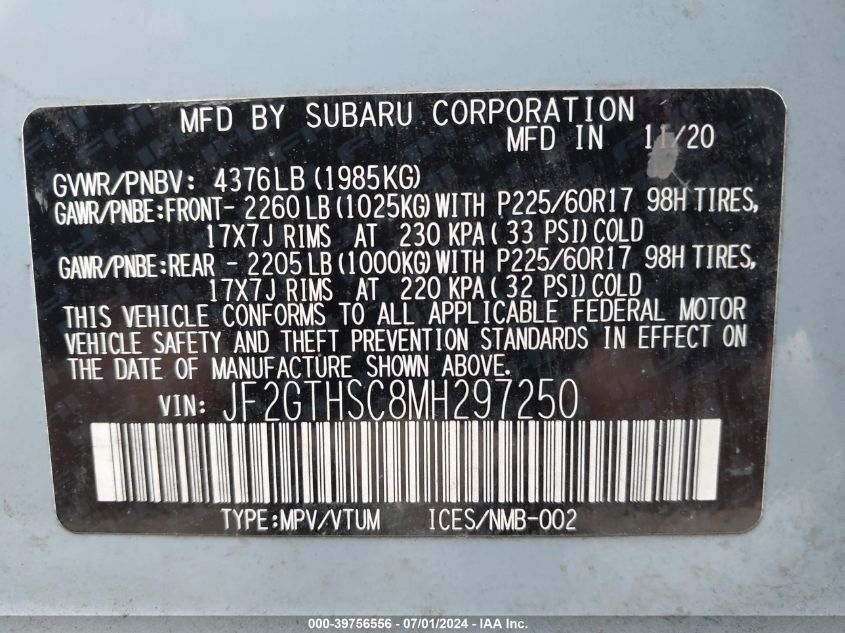 MFD BY SUBARU CORPORATION
MFD IN 11/20
GVWR/PNBV: 4376LB (1985KG)
GAWR/PNBE:FRONT- 2260LB (1025KG) WITH P225/60R17 98H TIRES,
17X7J RIMS AT 230 KPA( 33 PSI) COLD
GAWR/PNBE:REAR - 2205LB (1000KG) WITH P225/60R17 98H TIRES,
17X7J RIMS AT 220 KPA( 32 PSI) COLD
THIS VEHICLE CONFORMS TO ALL APPLICABLE FEDERAL MOTOR
VEHICLE SAFETY AND THEFT PREVENTION STANDARDS IN EFFECT ON
THE DATE OF MANUFACTURE SHOWN ABOVE.
VIN: JF2GTHSC8MH297250
TYPE:MPV/VTUM ICES/NMB-002
000-39756556 - 07/01/2024 - IAA Inc.